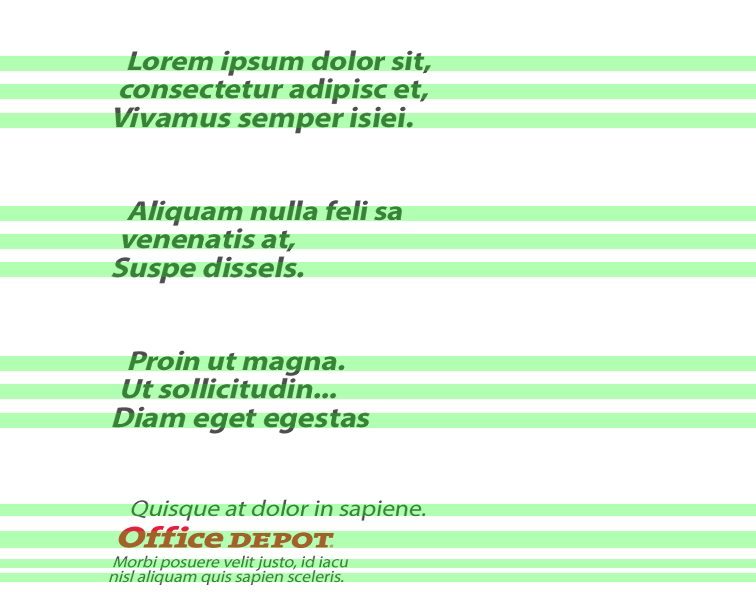 Lorem ipsum dolor sit,
consectetur adipisc et,
Vivamus semper isiei.
Aliquam nulla feli sa
venenatis at,
Suspe dissels.
Proin ut magna.
Ut sollicitudin...
Diam eget egestas
Quisque at dolor in sapiene.
Office DEPOT
Morbi posuere velit justo, id iacu
nisl aliquam quis sapien sceleris.